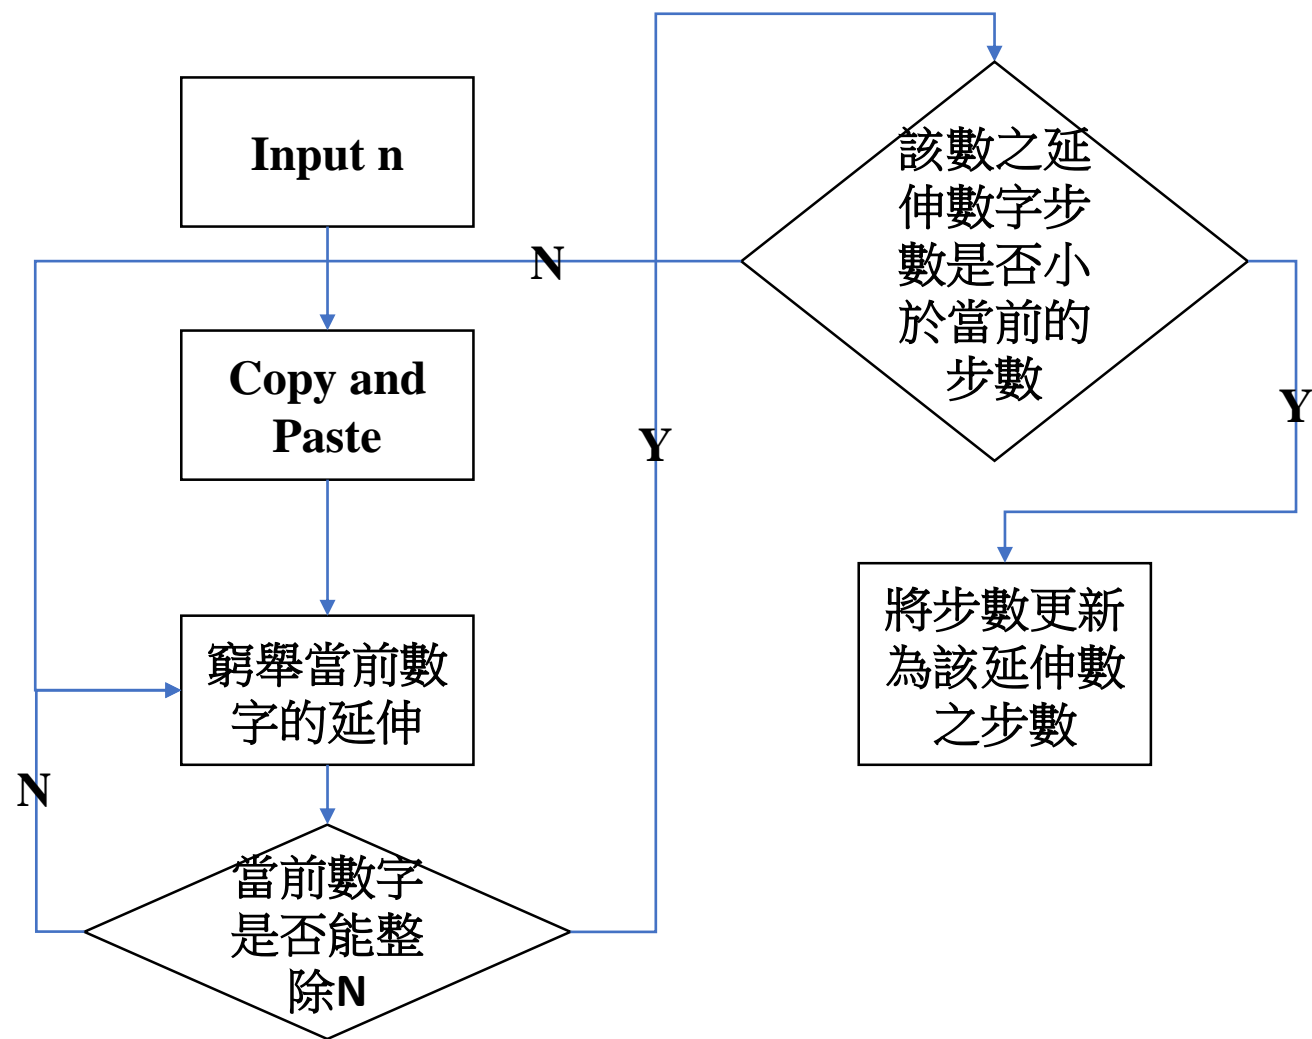 Input n
Copy and
Paste
窮舉當前數
字的延伸
N
當前數字
是否能整
除N
Y
N
該數之延
伸數字步
數是否小
於當前的
步數
Y
將步數更新
為該延伸數
之步數